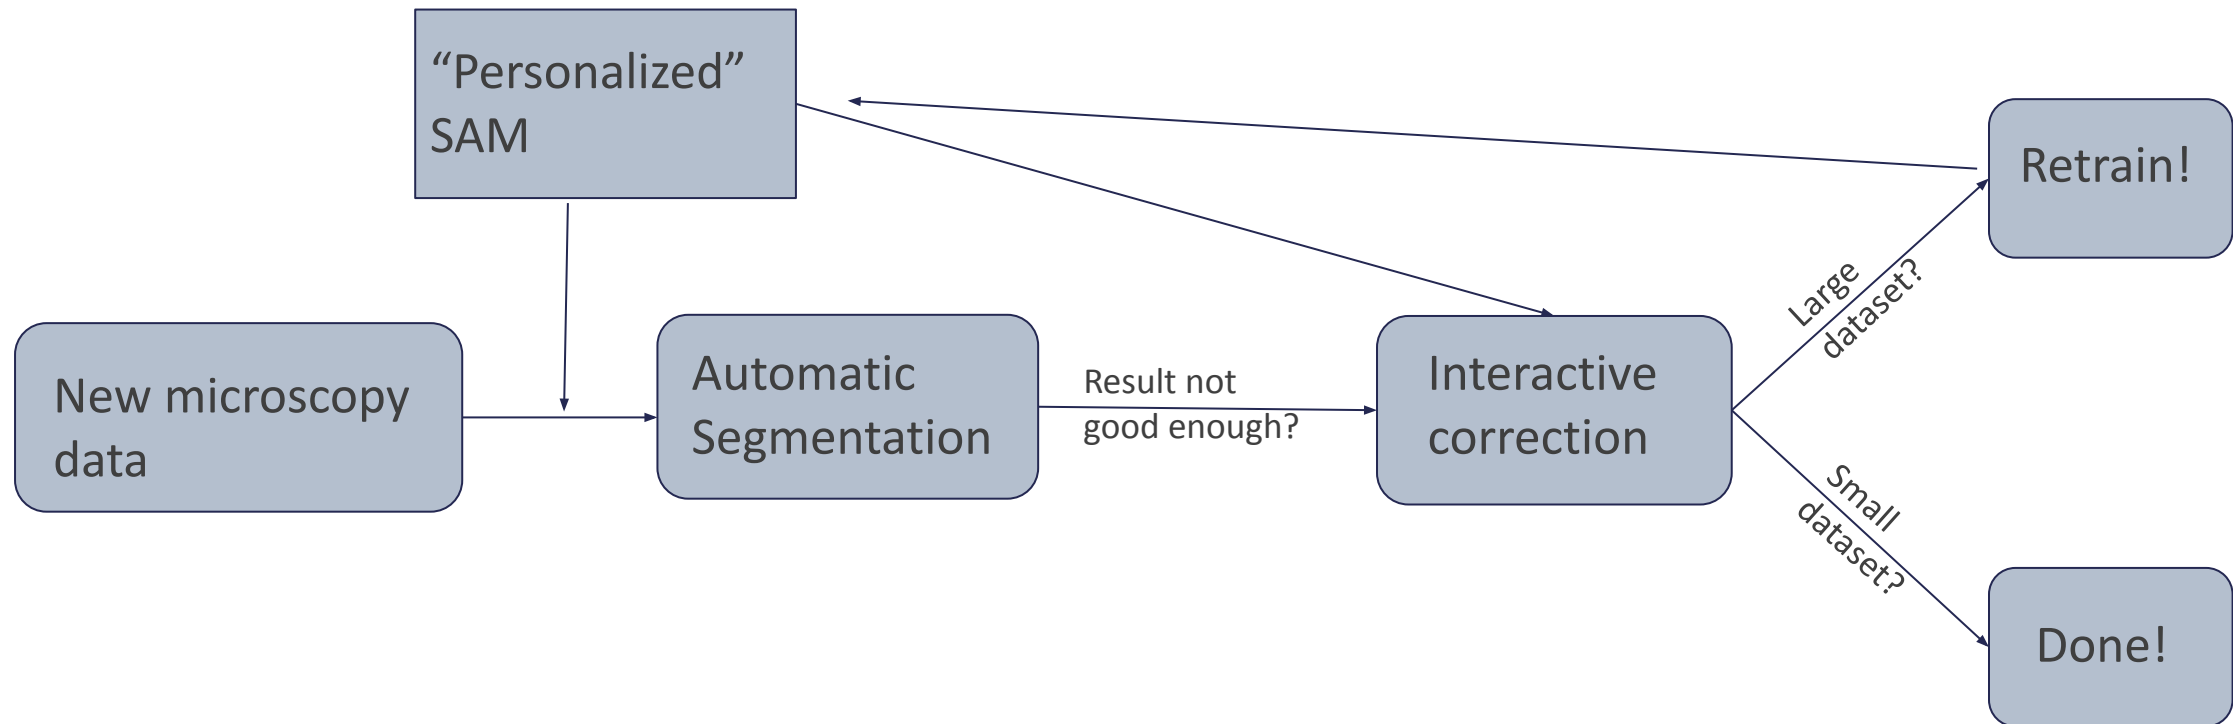 “Personalized”
SAM
Retrain!
Large
dataset?
New microscopy
data
Automatic
Segmentation
Result not
good enough?
Interactive
correction
Small
dataset?
Done!